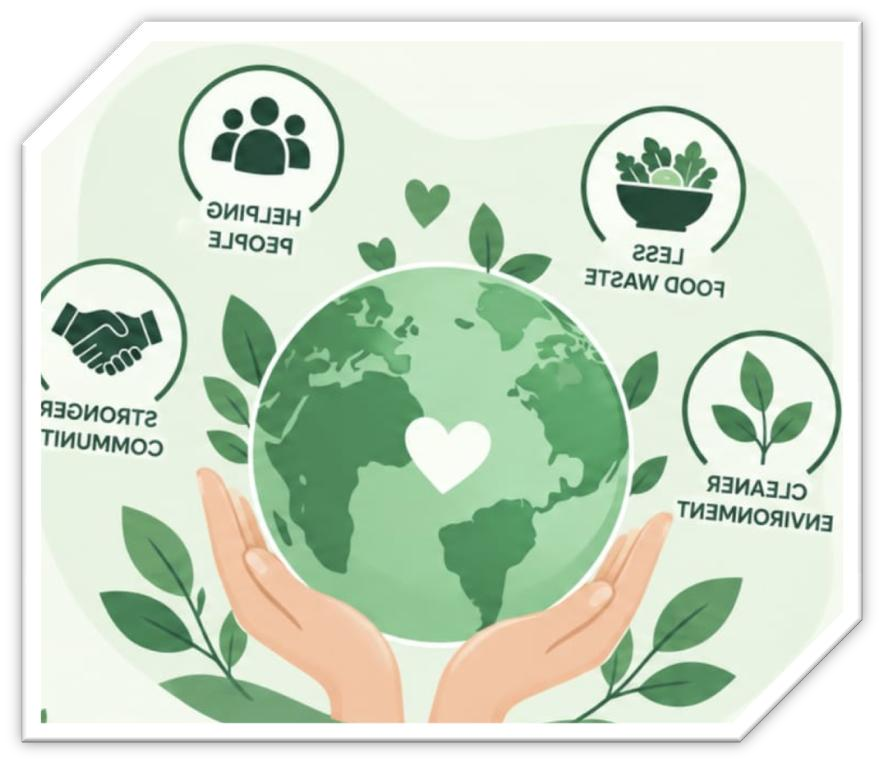 HELPING
PEOPLE
LESS
FOOD WASTE
STRONGER
COMMUNIT
CLEANER
ENVIRONMENT